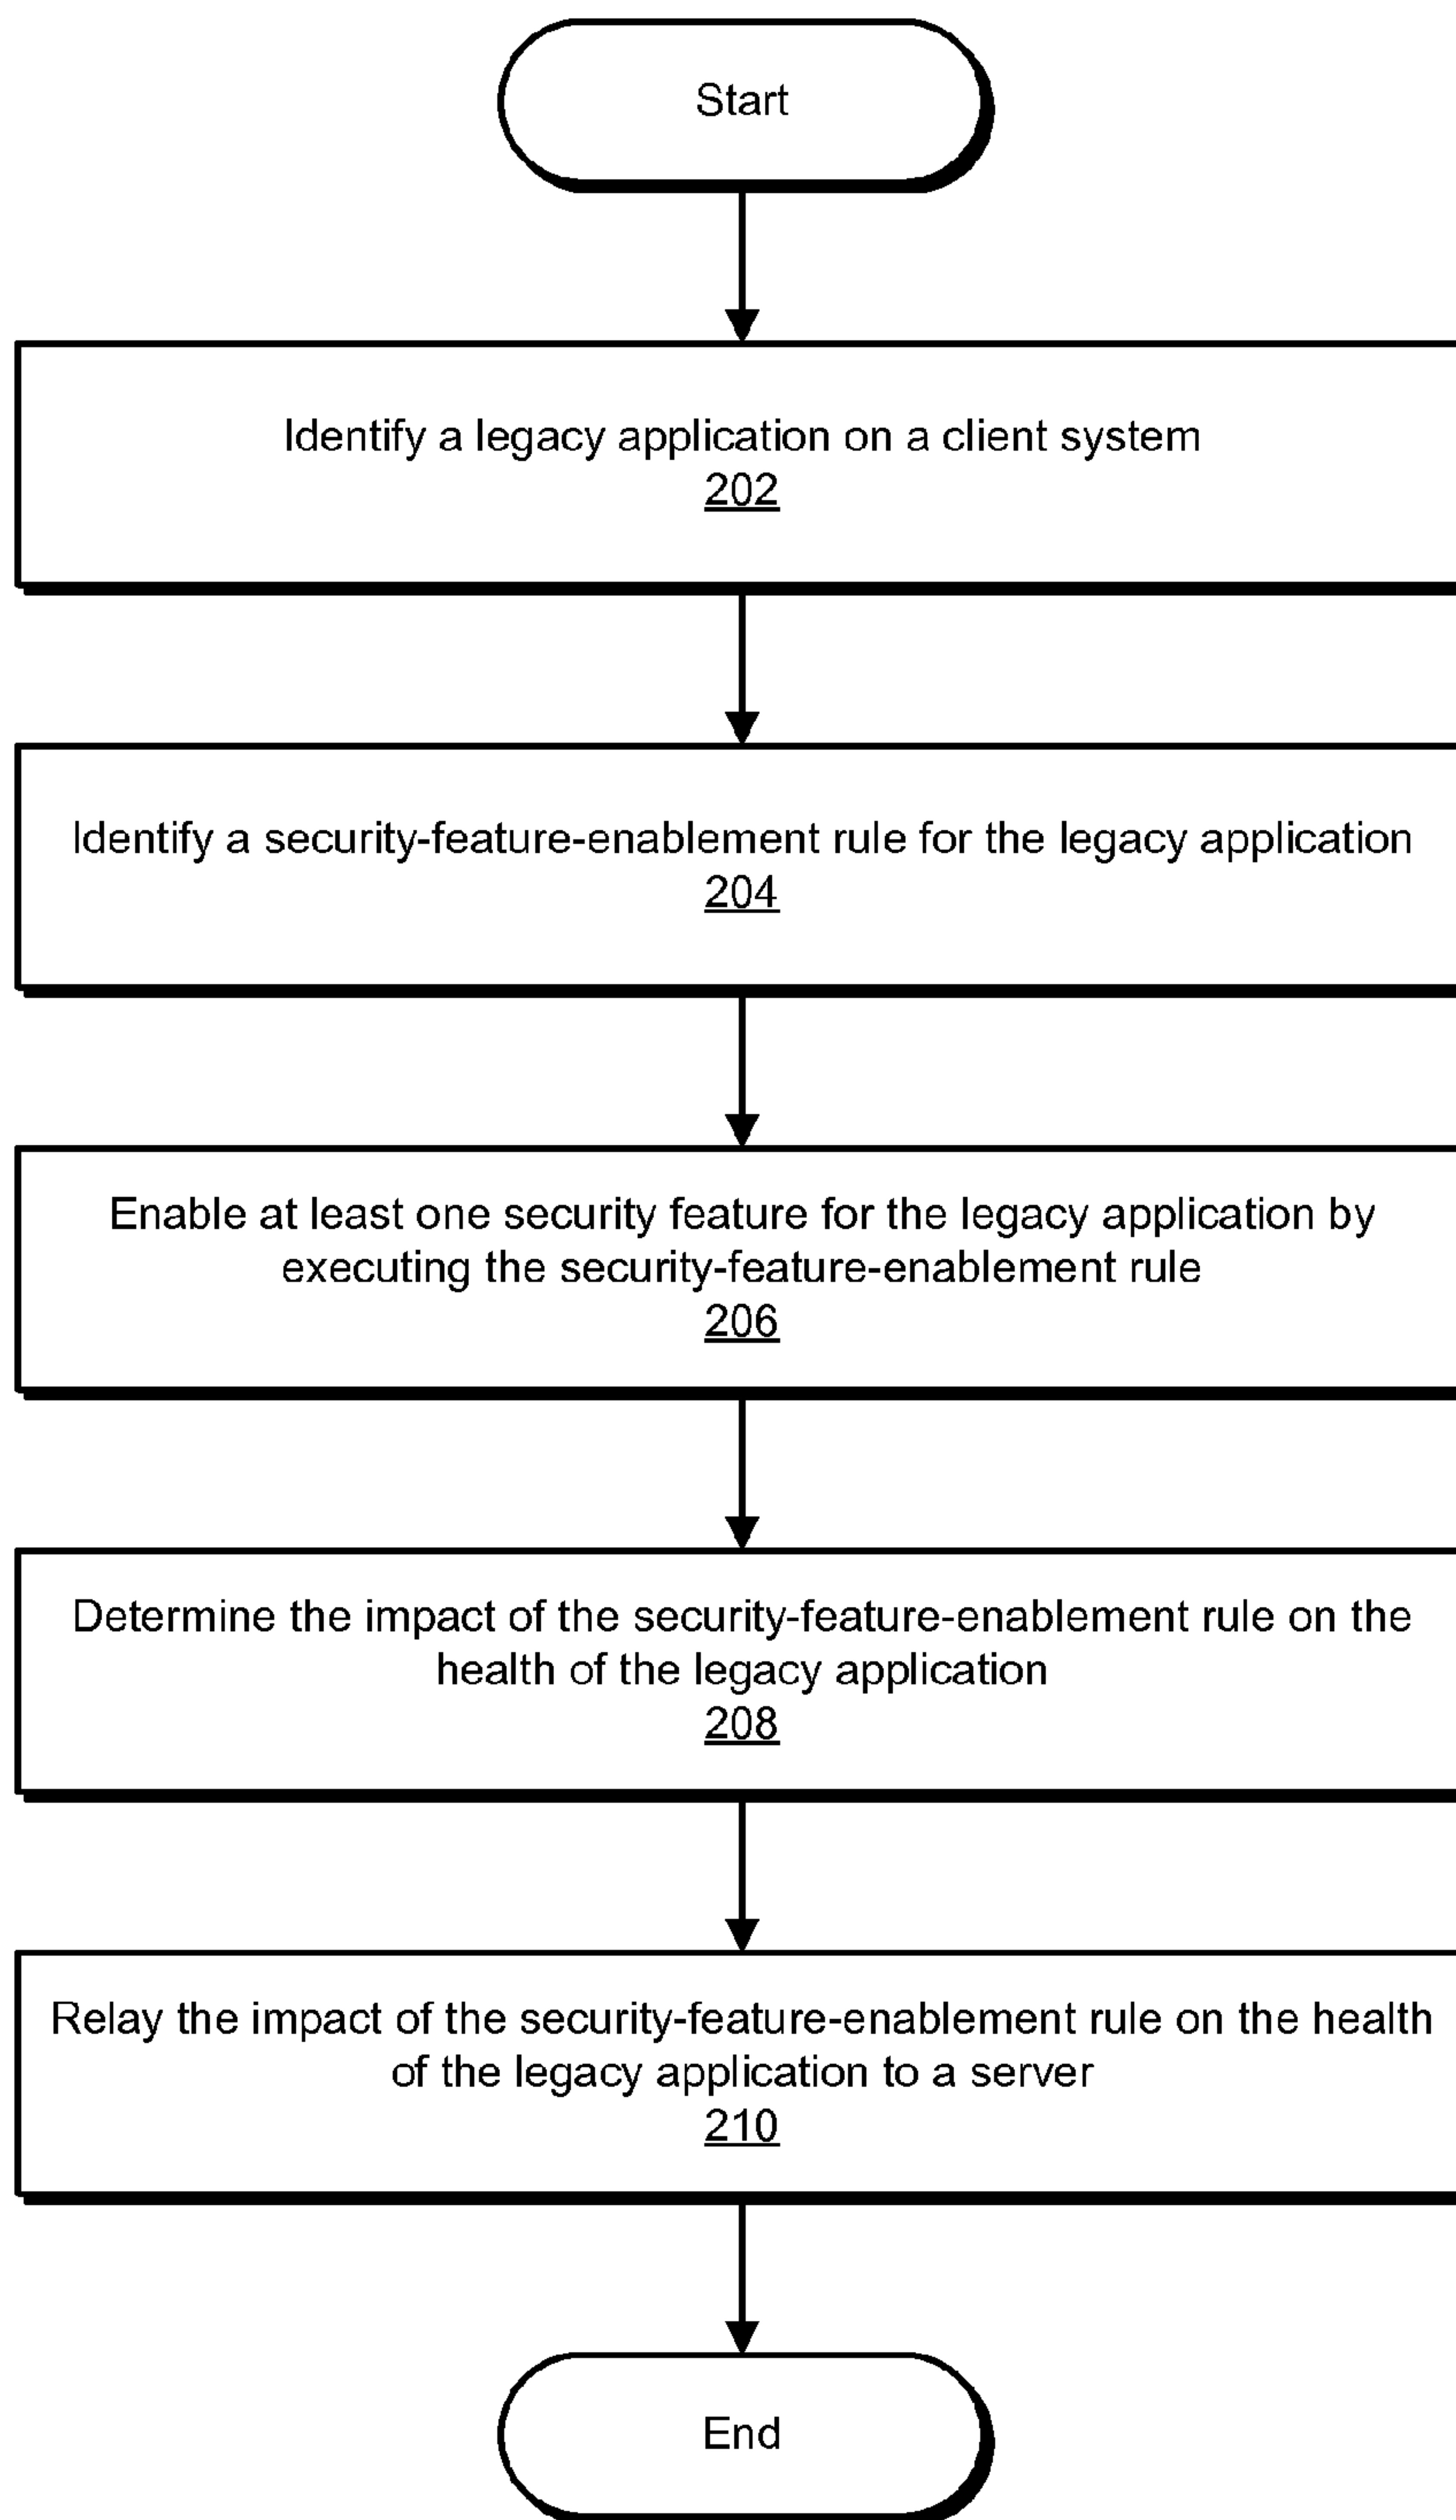 Start
Identify a legacy application on a client system
202
Identify a security-feature-enablement rule for the legacy application
204
Enable at least one security feature for the legacy application by
executing the security-feature-enablement rule
206
Determine the impact of the security-feature-enablement rule on the
health of the legacy application
208
Relay the impact of the security-feature-enablement rule on the health
of the legacy application to a server
210
End